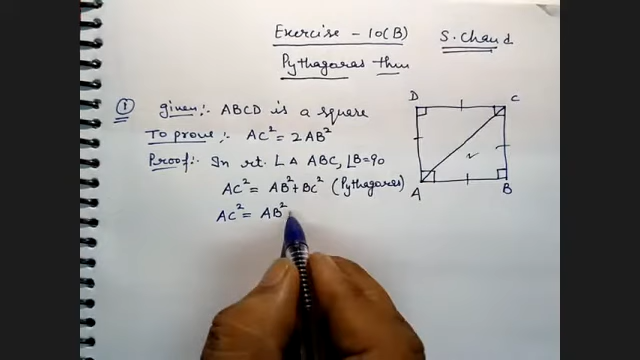 Exercise - 10(B) S. Chand
Pythagoras thm
① given:- ABCD is a square
To prove:- AC² = 2AB²
Proof:- In rt. L Δ ABC, LB=90
AC² = AB² + BC² (Pythagoras)
AC² = AB²
D C
A B